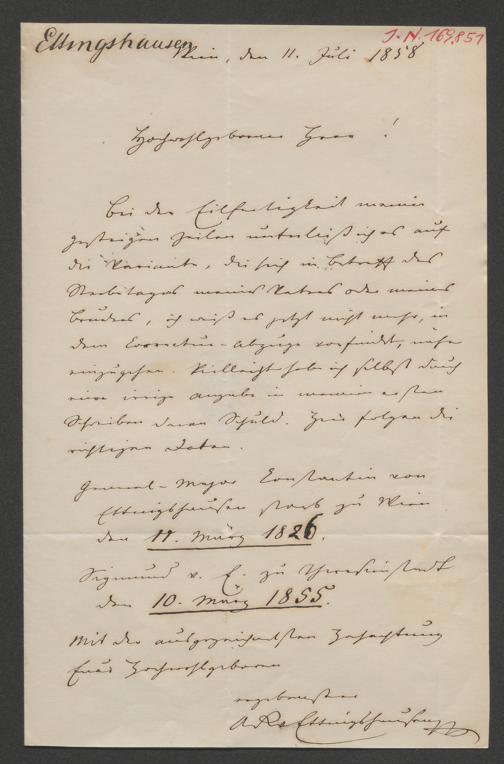 Ettingshausen
J. N. 169.851
Wien, den 11. Juli 1858
Hochwohlgeborner Herr!
Bei der Eilfertigkeit meiner
gestrigen Zeilen unterließ ich es auf
die Variante, die sich in Betreff des
Sterbetages meines Vaters oder meines
Bruders, ich weiß es jetzt nicht mehr, in
dem Correctur-Abzuge vorfindet, näher
einzugehen. Vielleicht habe ich selbst durch
eine irrige Angabe in meinem ersten
Schreiben daran Schuld. Hier folgen die
richtigen Daten.
General-Major Constantin von
Ettingshausen starb zu Wien
den 11. März 1826.
Sigmund v. E. zu Theresienstadt
den 10. März 1855.
Mit der ausgezeichnetsten Hochachtung
Euer Hochwohlgeboren
ergebenster
A R v Ettingshausen